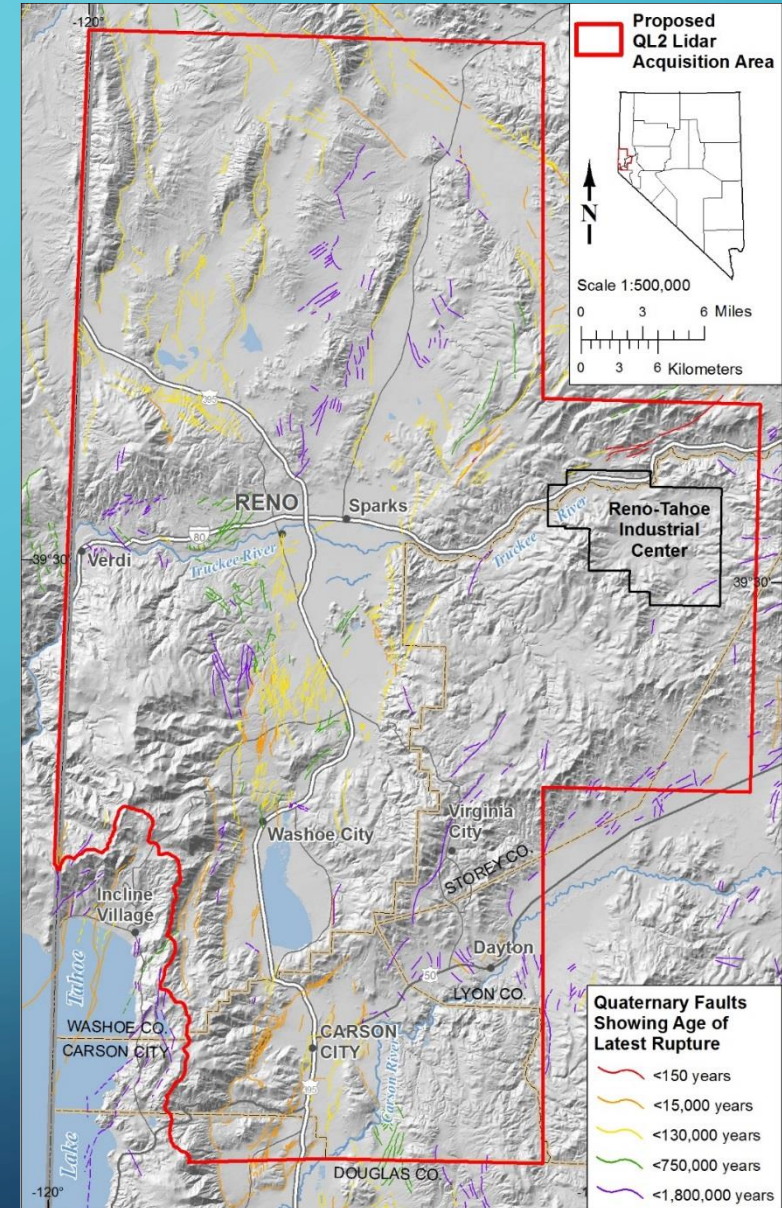 -120°
Proposed
QL2 Lidar
Acquisition Area
N
Scale 1:500,000
0 3 6 Miles
0 3 6 Kilometers
395
RENO
Sparks
Reno-Tahoe
Industrial
Center
80
Truckee River
Truckee River
39°30'
Verdi
39°30'
Washoe City
Virginia
City
STOREY CO.
Incline
Village
Dayton
50
LYON CO.
Lake Tahoe
WASHOE CO.
CARSON CITY
CARSON
CITY
Carson River
395
DOUGLAS CO.
-120°
Quaternary Faults
Showing Age of
Latest Rupture
<150 years
<15,000 years
<130,000 years
<750,000 years
<1,800,000 years